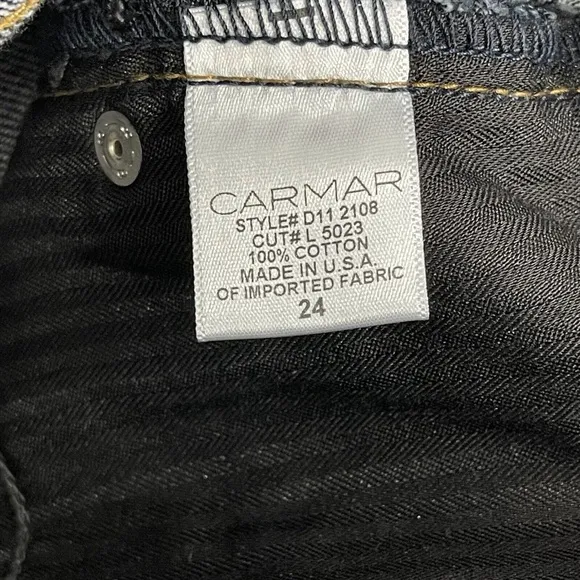 CARMAR
STYLE# D11 2108
CUT# L 5023
100% COTTON
MADE IN U.S.A.
OF IMPORTED FABRIC
24